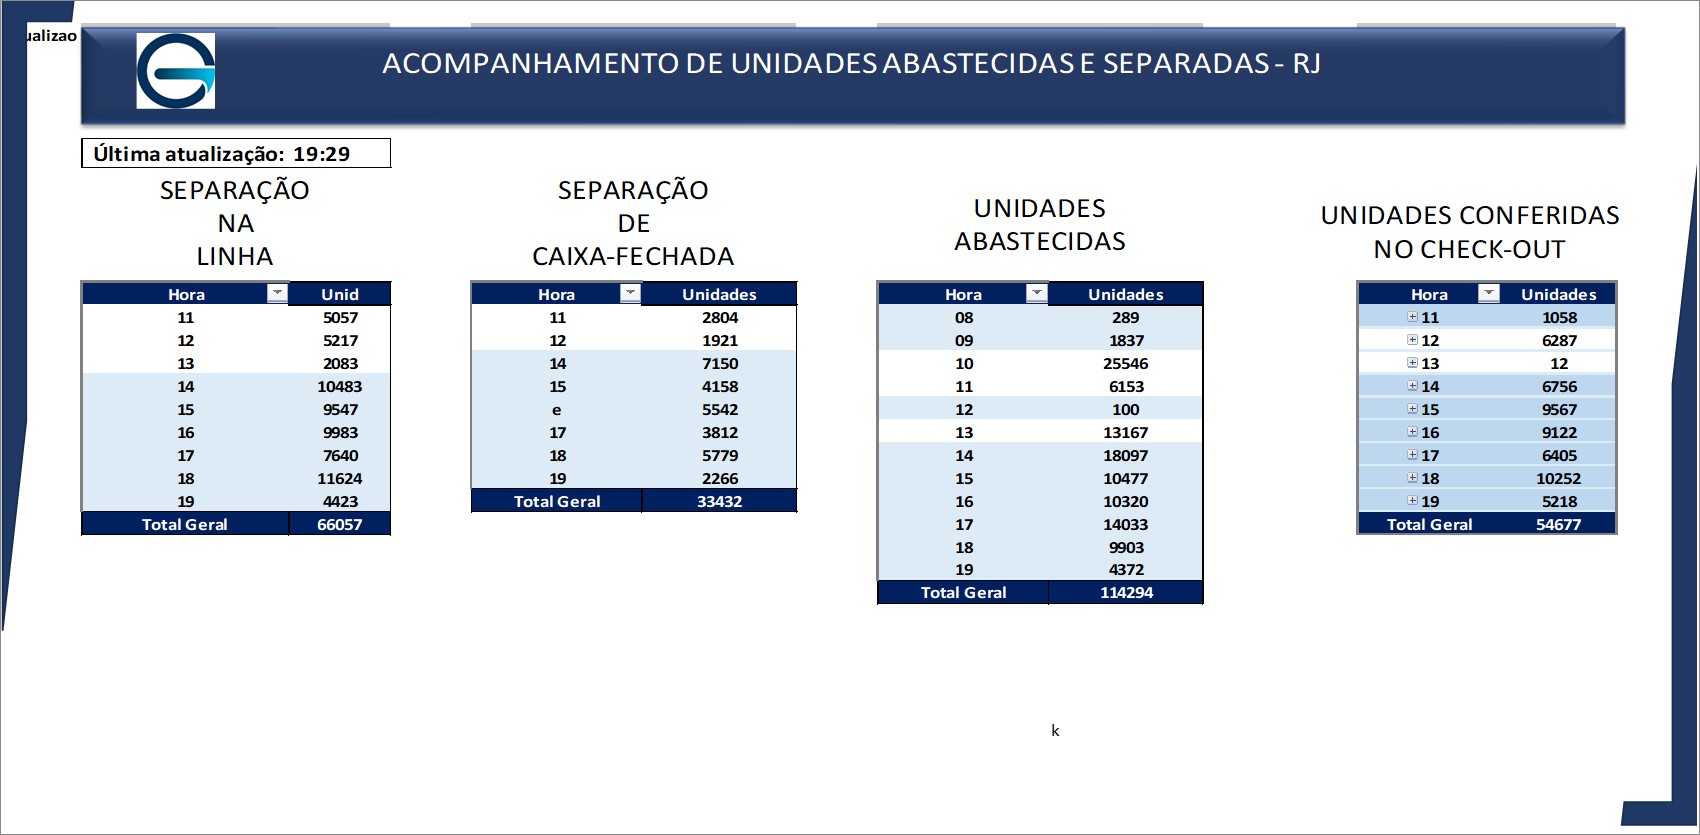 ualizao
ACOMPANHAMENTO DE UNIDADES ABASTECIDAS E SEPARADAS - RJ
Última atualização: 19:29
SEPARAÇÃO
NA
LINHA
Hora Unid
11 5057
12 5217
13 2083
14 10483
15 9547
16 9983
17 7640
18 11624
19 4423
Total Geral 66057
SEPARAÇÃO
DE
CAIXA-FECHADA
Hora Unidades
11 2804
12 1921
14 7150
15 4158
e 5542
17 3812
18 5779
19 2266
Total Geral 33432
UNIDADES
ABASTECIDAS
Hora Unidades
08 289
09 1837
10 25546
11 6153
12 100
13 13167
14 18097
15 10477
16 10320
17 14033
18 9903
19 4372
Total Geral 114294
UNIDADES CONFERIDAS
NO CHECK-OUT
Hora Unidades
11 1058
12 6287
13 12
14 6756
15 9567
16 9122
17 6405
18 10252
19 5218
Total Geral 54677
k